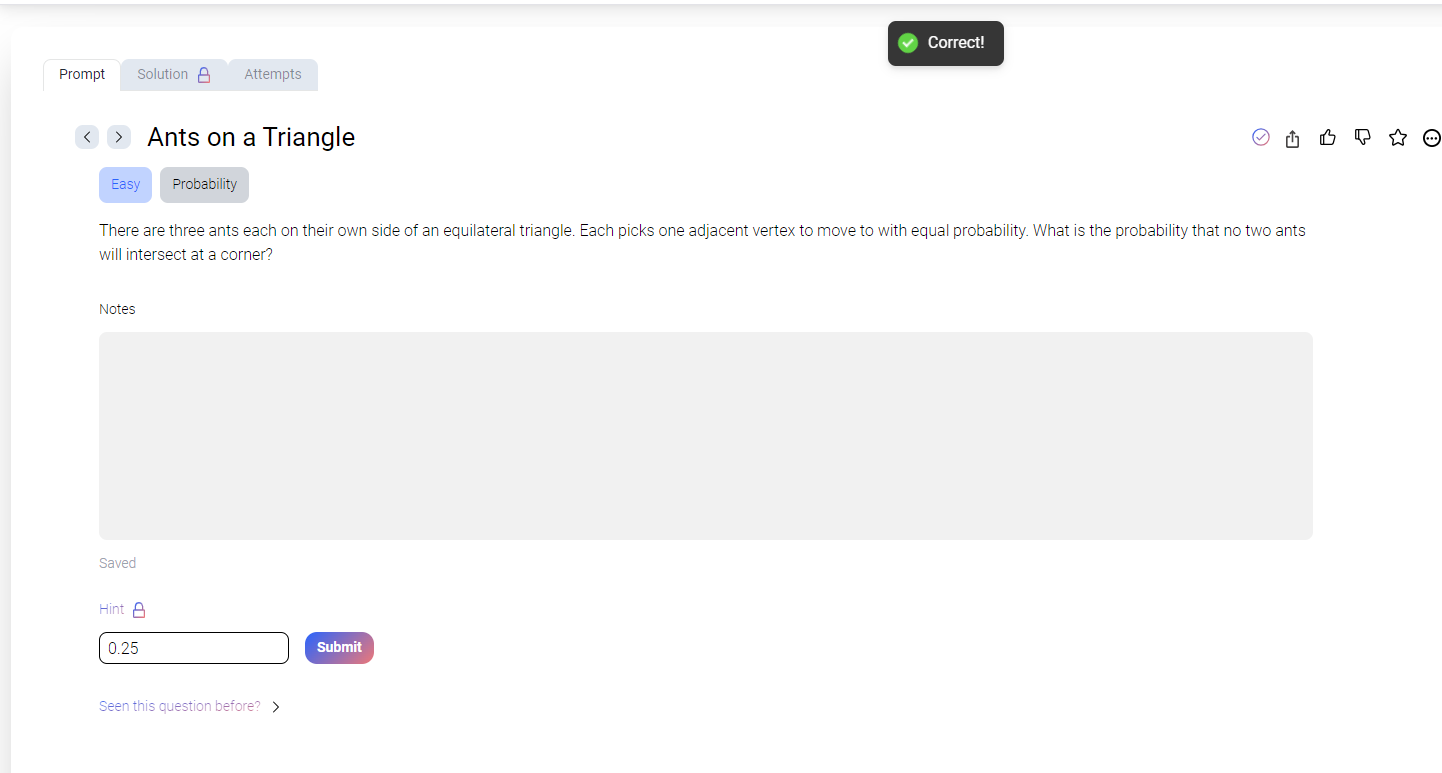 Correct!
Prompt
Solution
Attempts
Ants on a Triangle
Easy
Probability
There are three ants each on their own side of an equilateral triangle. Each picks one adjacent vertex to move to with equal probability. What is the probability that no two ants
will intersect at a corner?
Notes
Saved
Hint
0.25
Submit
Seen this question before?